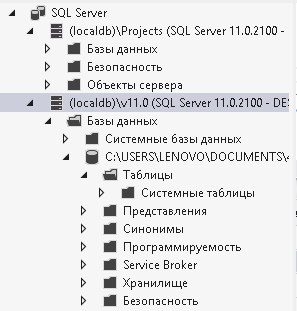 SQL Server
(localdb)\Projects (SQL Server 11.0.2100 -
Базы данных
Безопасность
Объекты сервера
(localdb)\v11.0 (SQL Server 11.0.2100 - DES
Базы данных
Системные базы данных
C:\USERS\LENOVO\DOCUMENTS\
Таблицы
Системные таблицы
Представления
Синонимы
Программируемость
Service Broker
Хранилище
Безопасность